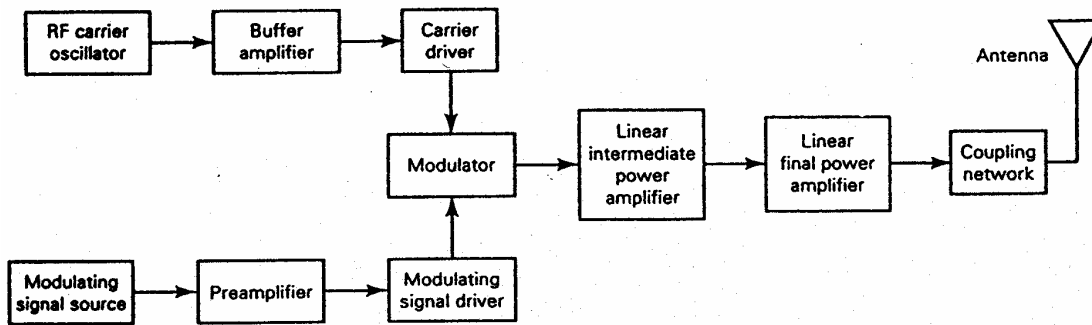 RF carrier
oscillator
Buffer
amplifier
Carrier
driver
Antenna
Modulator
Linear
intermediate
power
amplifier
Linear
final power
amplifier
Coupling
network
Modulating
signal source
Preamplifier
Modulating
signal driver